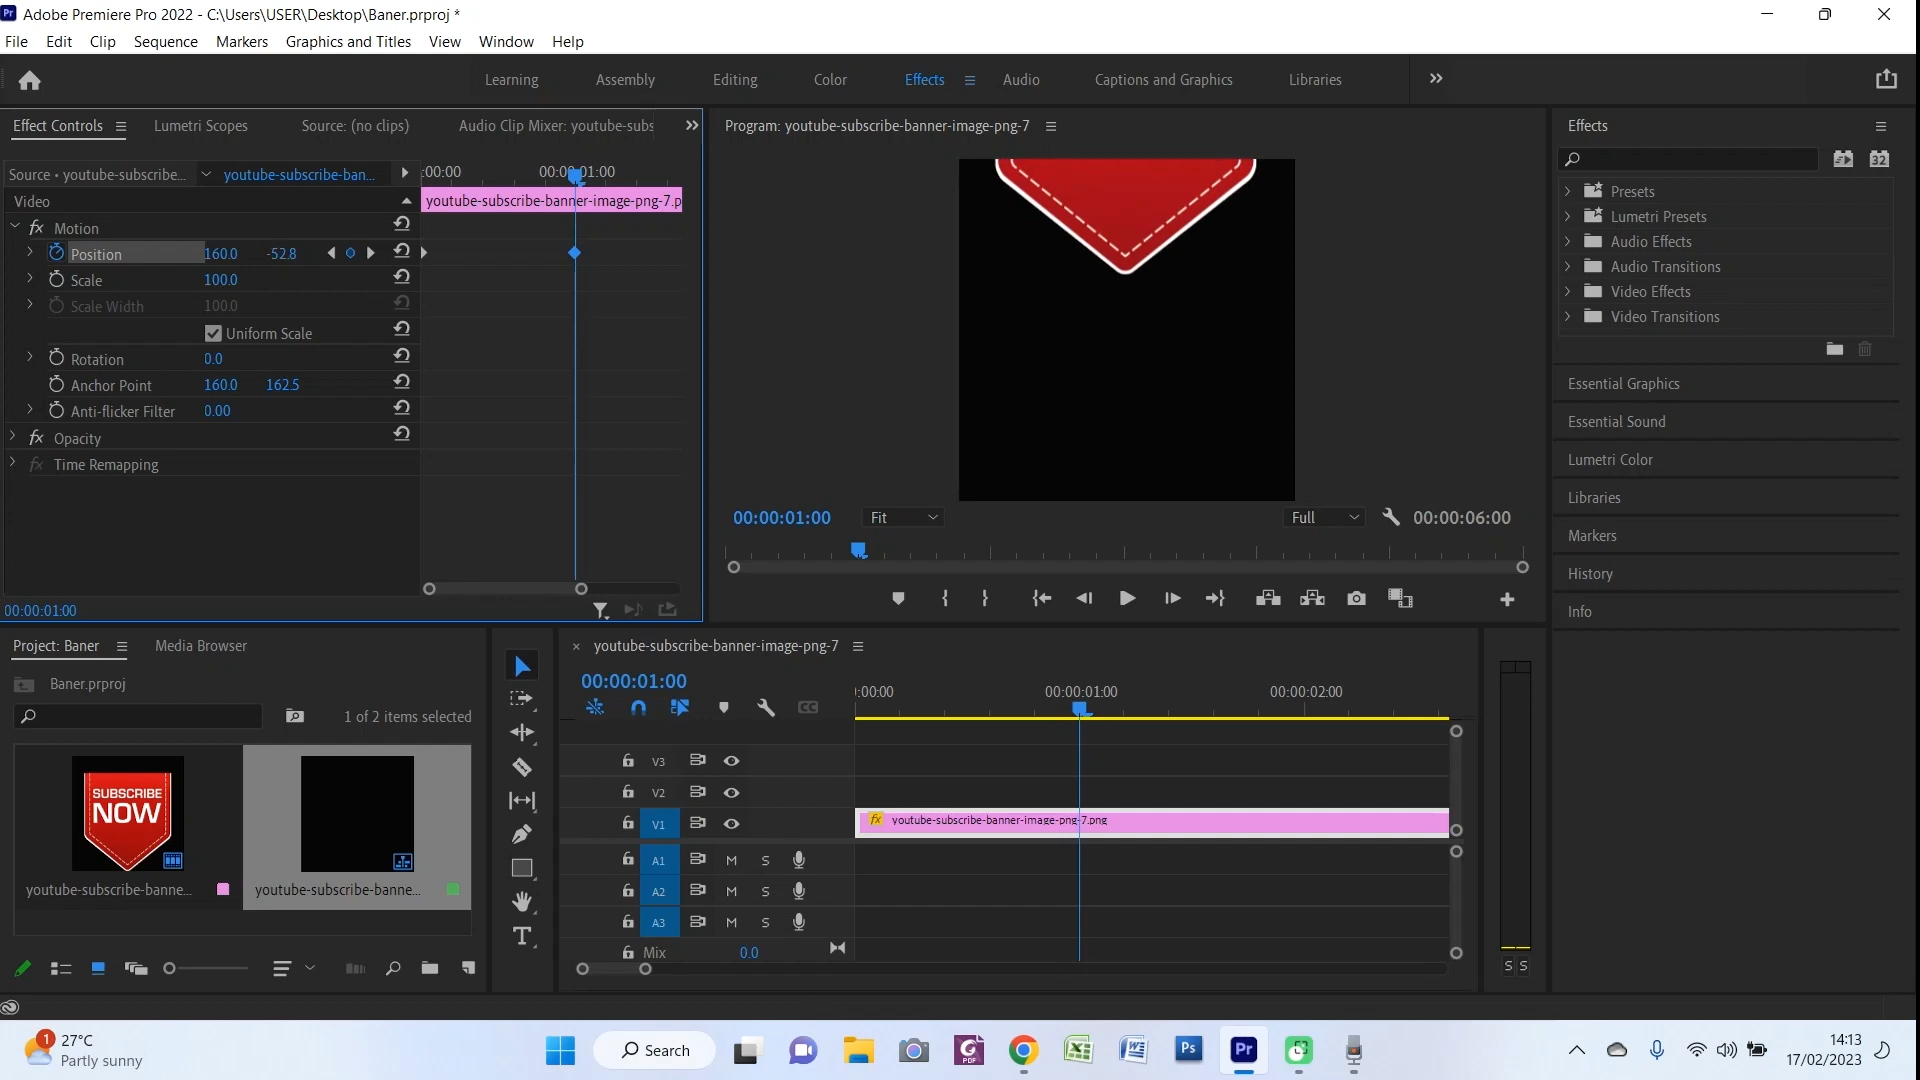 Adobe Premiere Pro 2022 - C:\Users\USER\Desktop\Baner.prproj *
File Edit Clip Sequence Markers Graphics and Titles View Window Help
Learning Assembly Editing Color Effects Audio Captions and Graphics Libraries
Effect Controls Lumetri Scopes Source: (no clips) Audio Clip Mixer: youtube-subs
Source • youtube-subscribe... youtube-subscribe-ban...
:00:00 00:00:01:00
Video
youtube-subscribe-banner-image-png-7.p
fx Motion
Position 160.0 -52.8
Scale 100.0
Scale Width 100.0
Uniform Scale
Rotation 0.0
Anchor Point 160.0 162.5
Anti-flicker Filter 0.00
fx Opacity
fx Time Remapping
00:00:01:00
Program: youtube-subscribe-banner-image-png-7
00:00:01:00 Fit Full 00:00:06:00
Effects
32
Presets
Lumetri Presets
Audio Effects
Audio Transitions
Video Effects
Video Transitions
Essential Graphics
Essential Sound
Lumetri Color
Libraries
Markers
History
Info
Project: Baner Media Browser
Baner.prproj
1 of 2 items selected
SUBSCRIBE
NOW
youtube-subscribe-banne... youtube-subscribe-banne...
T
× youtube-subscribe-banner-image-png-7
00:00:01:00
CC
:00:00 00:00:01:00 00:00:02:00
V3
V2
V1 fx youtube-subscribe-banner-image-png-7.png
A1 M S
A2 M S
A3 M S
Mix 0.0
S S
1 27°C
Partly sunny
Search
PDF
Ps
Pr
14:13
17/02/2023